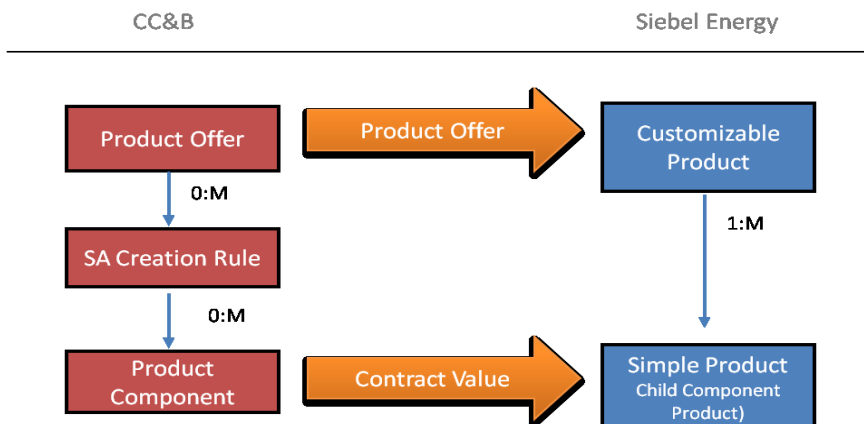 CC&B
Siebel Energy
Product Offer
Product Offer
Customizable
Product
0:M
1:M
SA Creation Rule
0:M
Product
Component
Contract Value
Simple Product
Child Component
Product)